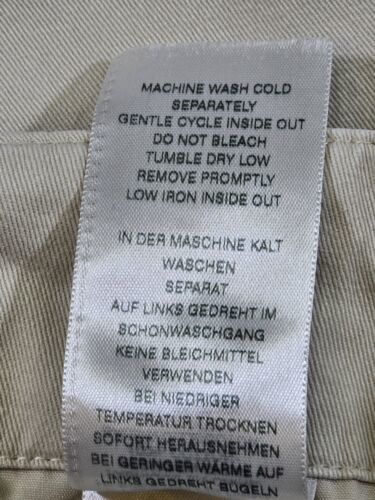 MACHINE WASH COLD
SEPARATELY
GENTLE CYCLE INSIDE OUT
DO NOT BLEACH
TUMBLE DRY LOW
REMOVE PROMPTLY
LOW IRON INSIDE OUT
IN DER MASCHINE KALT
WASCHEN
SEPARAT
AUF LINKS GEDREHT IM
SCHONWASCHGANG
KEINE BLEICHMITTEL
VERWENDEN
BEI NIEDRIGER
TEMPERATUR TROCKNEN
SOFORT HERAUSNEHMEN
BEI GERINGER WÄRME AUF
LINKS GEDREHT BÜGELN